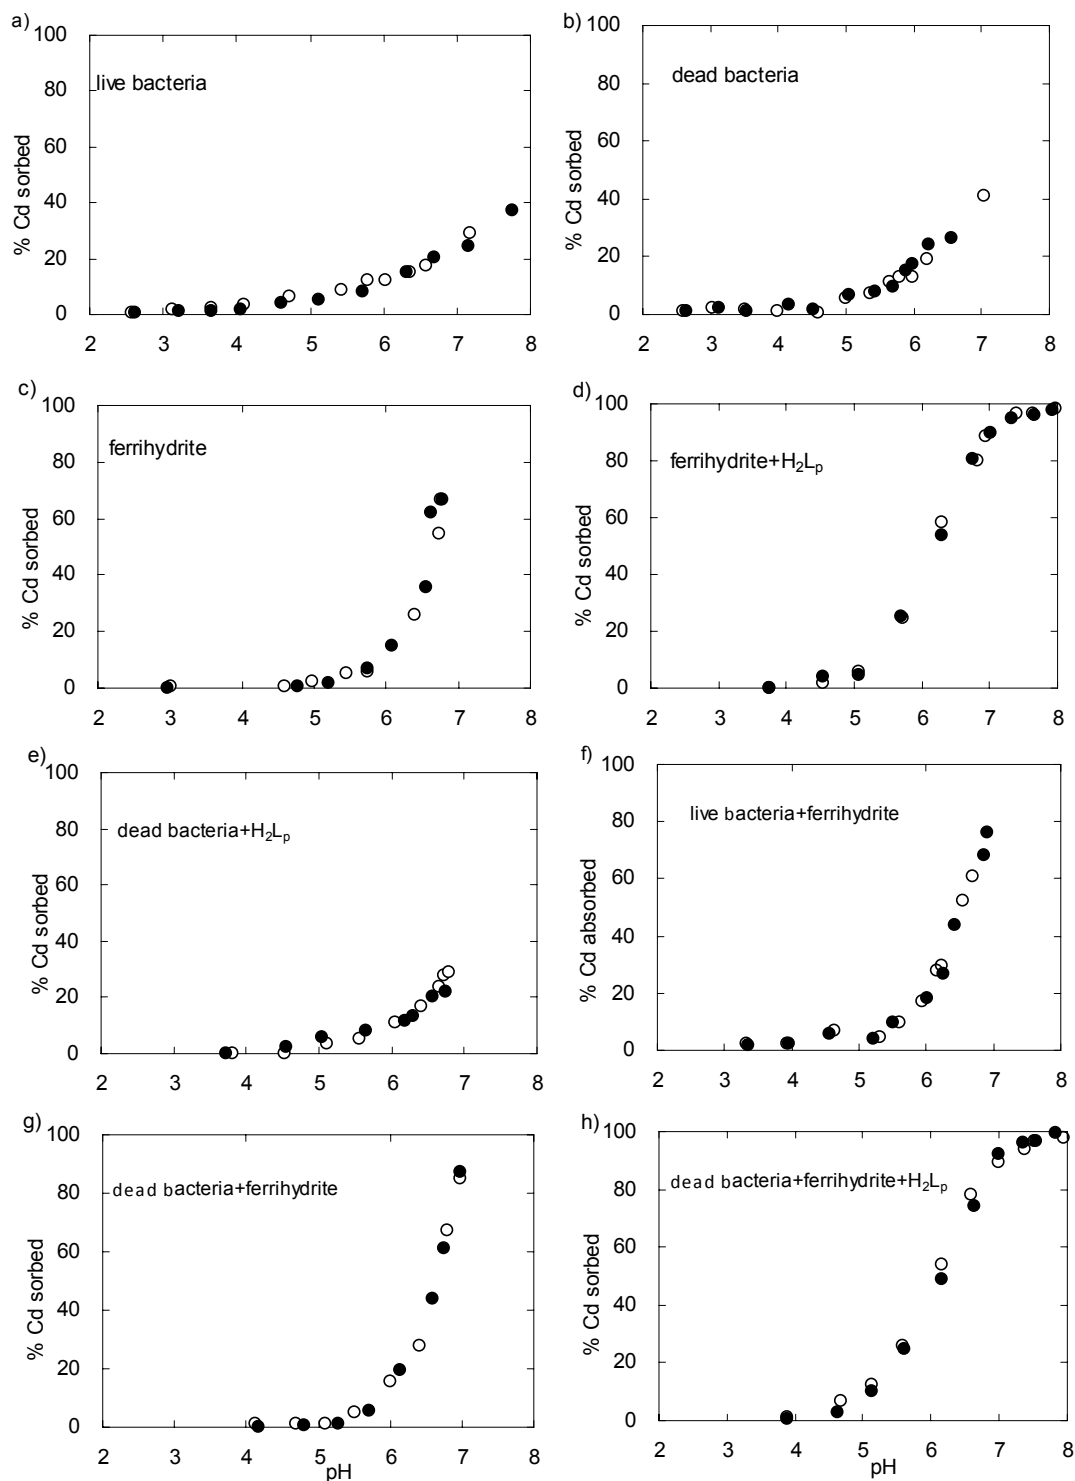 a)
live bacteria
% Cd sorbed
100
80
60
40
20
0
2 3 4 5 6 7 8
b)
dead bacteria
% Cd sorbed
100
80
60
40
20
0
2 3 4 5 6 7 8
c)
ferrihydrite
% Cd sorbed
100
80
60
40
20
0
2 3 4 5 6 7 8
d)
ferrihydrite+H₂Lₚ
% Cd sorbed
100
80
60
40
20
0
2 3 4 5 6 7 8
e)
dead bacteria+H₂Lₚ
% Cd sorbed
100
80
60
40
20
0
2 3 4 5 6 7 8
f)
live bacteria+ferrihydrite
% Cd absorbed
100
80
60
40
20
0
2 3 4 5 6 7 8
g)
dead bacteria+ferrihydrite
% Cd sorbed
100
80
60
40
20
0
2 3 4 5 6 7 8
pH
h)
dead bacteria+ferrihydrite+H₂Lₚ
% Cd sorbed
100
80
60
40
20
0
2 3 4 5 6 7 8
pH